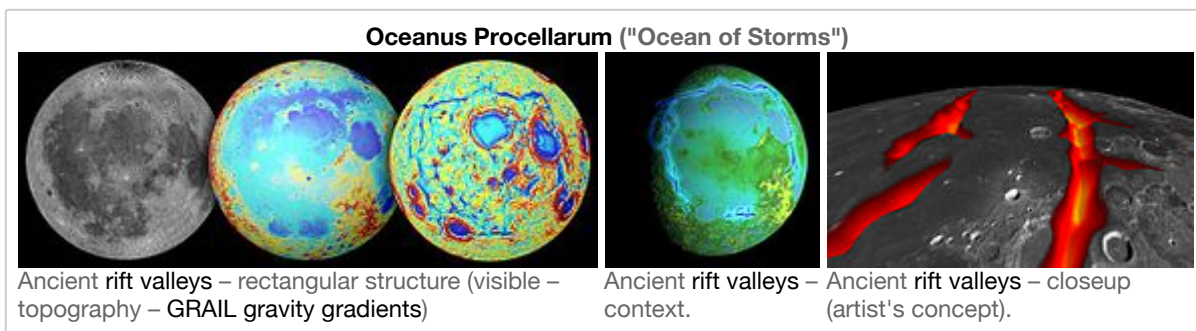 Oceanus Procellarum ("Ocean of Storms")
Ancient rift valleys – rectangular structure (visible –
topography – GRAIL gravity gradients)
Ancient rift valleys –
context.
Ancient rift valleys – closeup
(artist's concept).